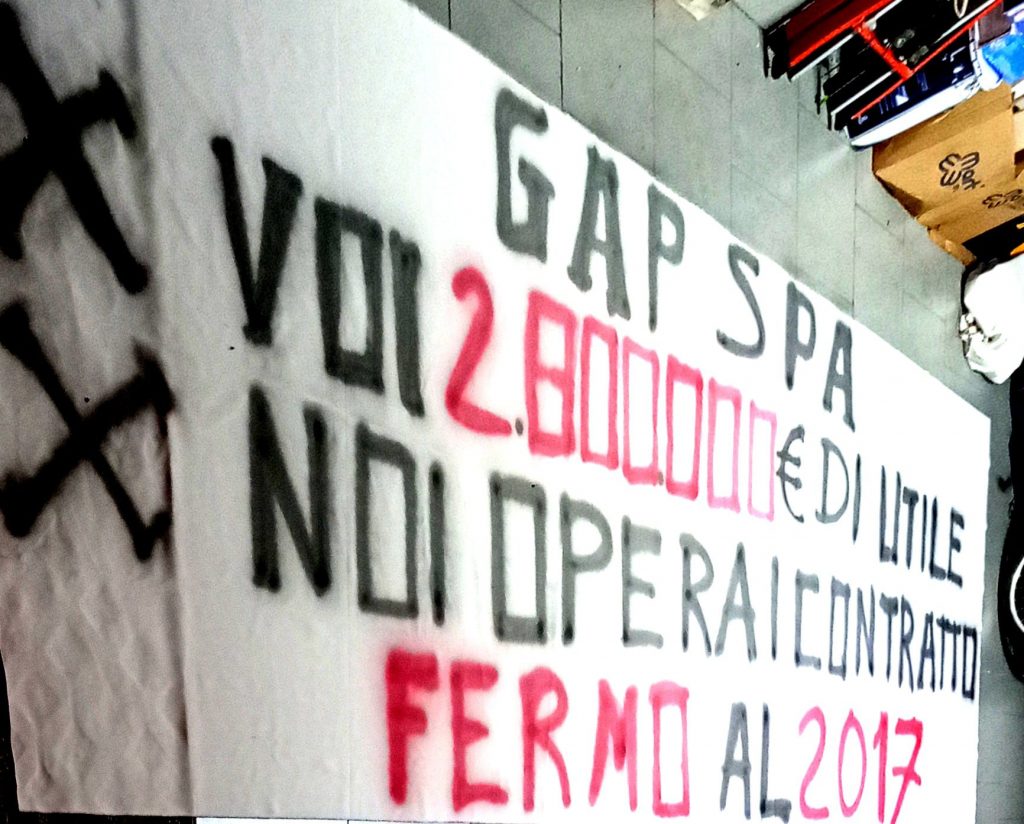 GAP SPA
VOI 2.800.000 € DI UTILE
NOI OPERAI CONTRATTO
FERMO AL 2017